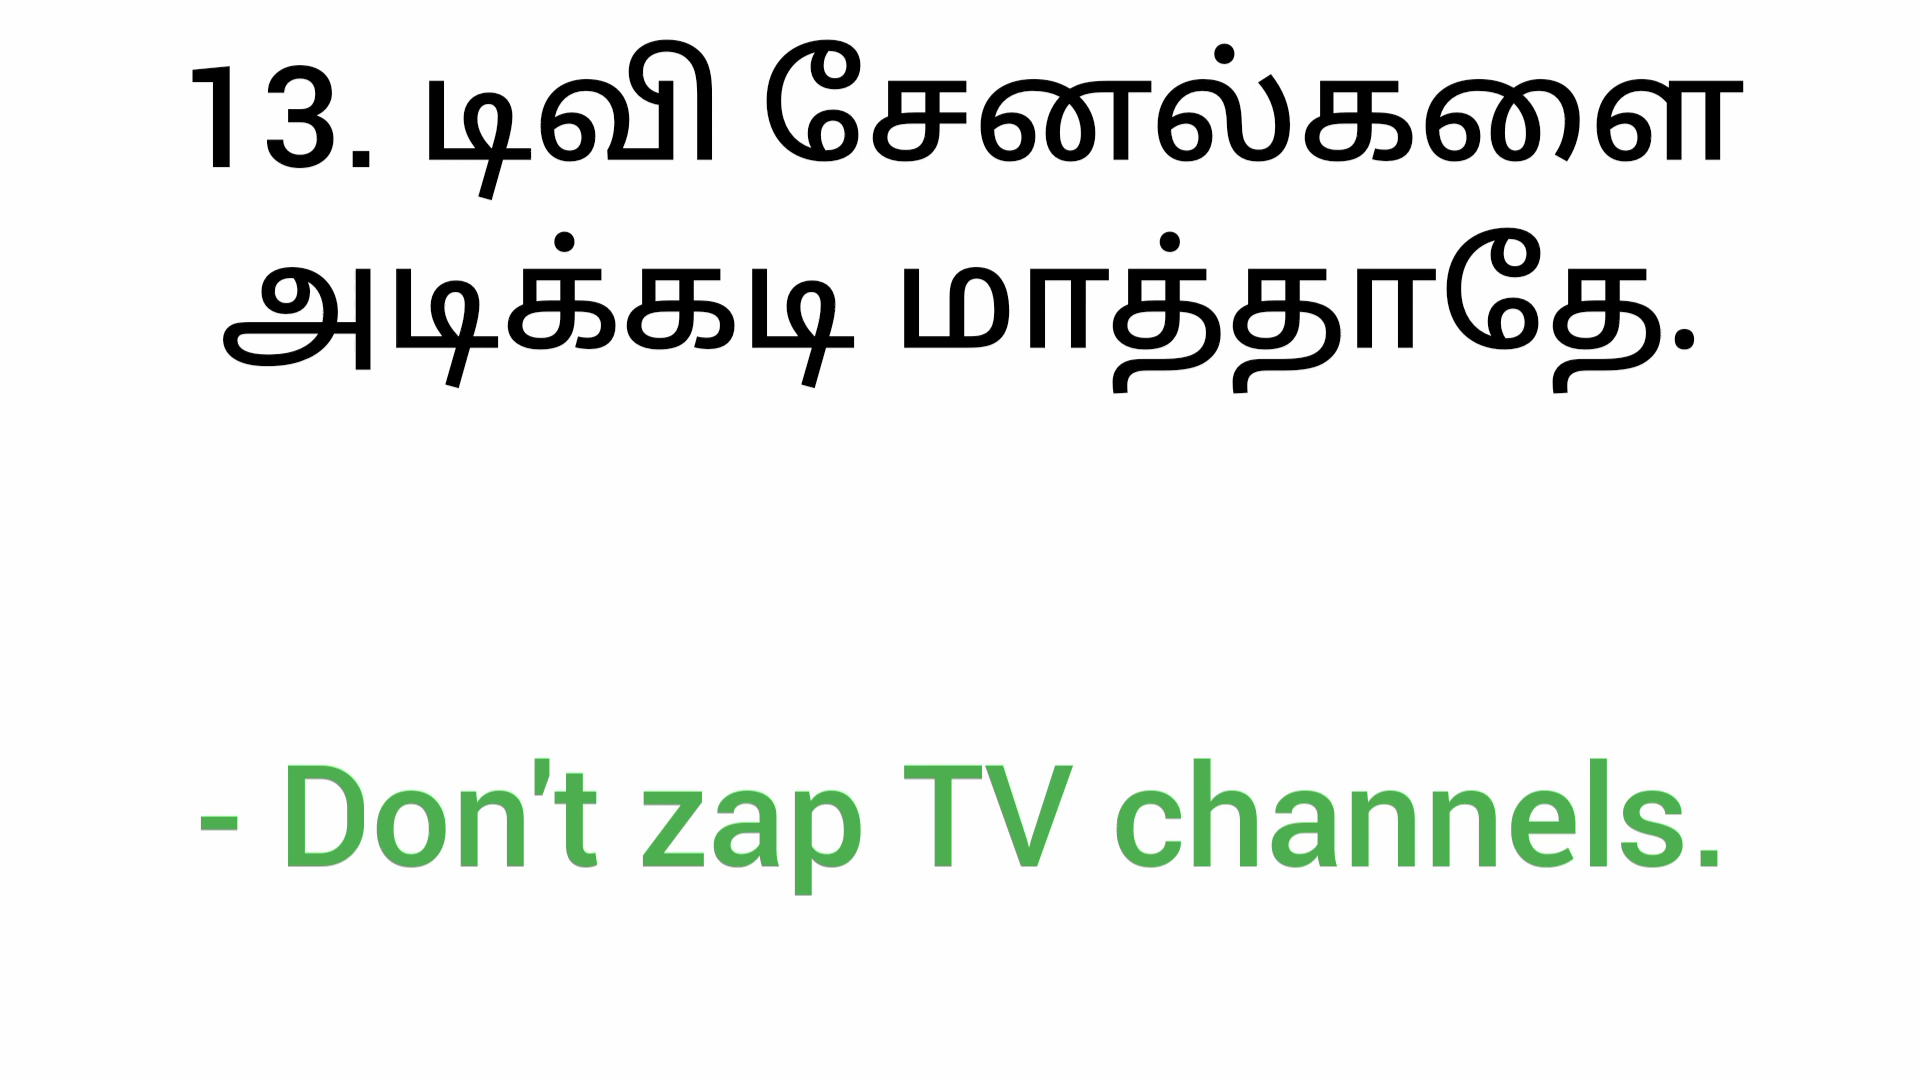 13. டிவி சேனல்களை
அடிக்கடி மாத்தாதே.
- Don't zap TV channels.